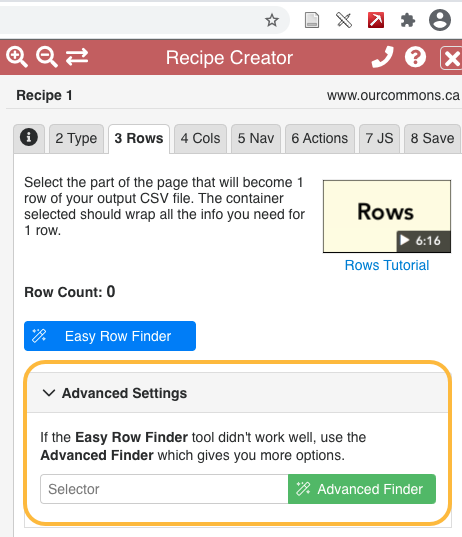 Recipe Creator
Recipe 1 www.ourcommons.ca
2 Type 3 Rows 4 Cols 5 Nav 6 Actions 7 JS 8 Save
Select the part of the page that will become 1
row of your output CSV file. The container
selected should wrap all the info you need for
1 row.
Rows
6:16
Rows Tutorial
Row Count: 0
Easy Row Finder
Advanced Settings
If the Easy Row Finder tool didn't work well, use the
Advanced Finder which gives you more options.
Selector Advanced Finder